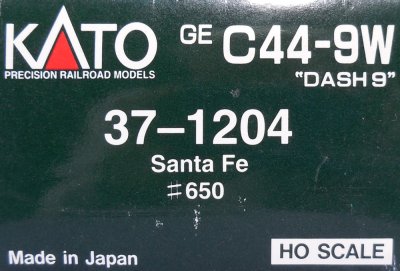 KATO
PRECISION RAILROAD MODELS
GE C44-9W
"DASH 9"
37-1204
Santa Fe
#650
Made in Japan
HO SCALE